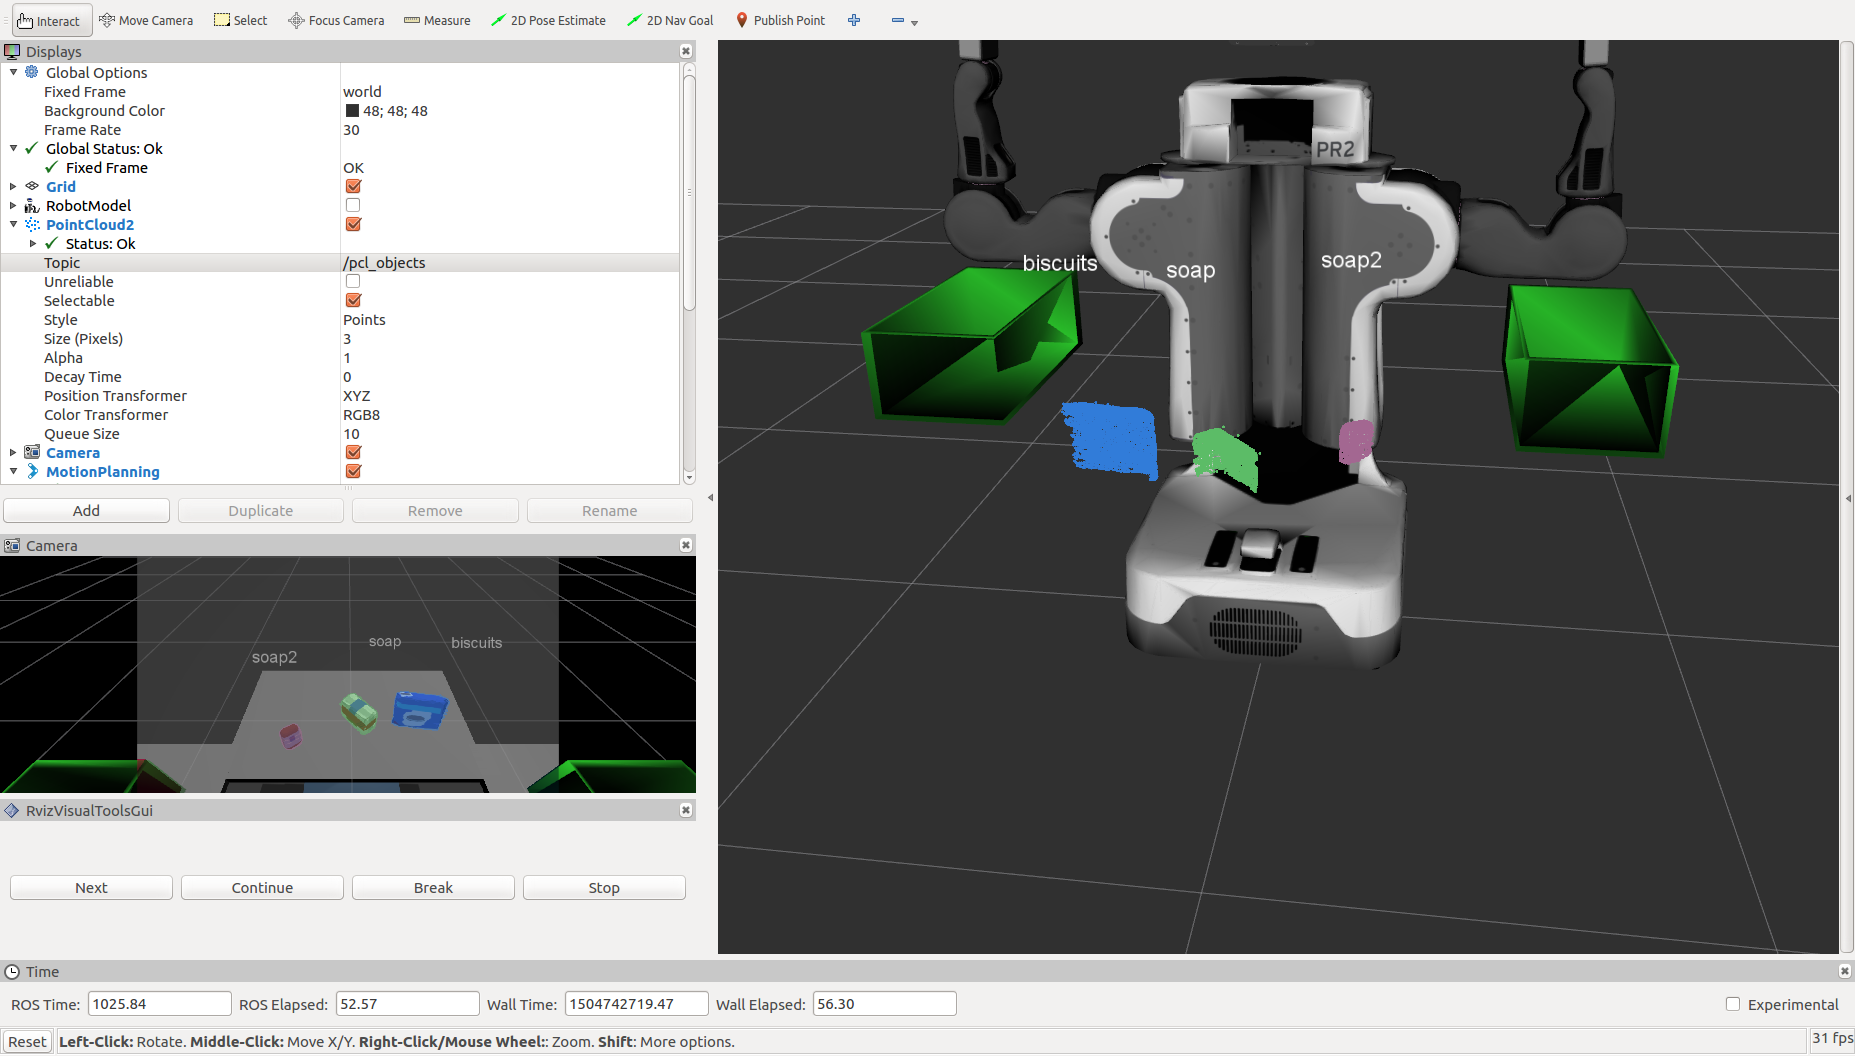 Interact Move Camera Select Focus Camera Measure 2D Pose Estimate 2D Nav Goal Publish Point
Displays
Global Options
Fixed Frame world
Background Color 48; 48; 48
Frame Rate 30
Global Status: Ok
Fixed Frame OK
Grid
RobotModel
PointCloud2
Status: Ok
Topic /pcl_objects
Unreliable
Selectable
Style Points
Size (Pixels) 3
Alpha 1
Decay Time 0
Position Transformer XYZ
Color Transformer RGB8
Queue Size 10
Camera
MotionPlanning
Add Duplicate Remove Rename
Camera
soap2 soap biscuits
RvizVisualToolsGui
Next Continue Break Stop
PR2
biscuits soap soap2
Time
ROS Time: 1025.84 ROS Elapsed: 52.57 Wall Time: 1504742719.47 Wall Elapsed: 56.30 Experimental
Reset Left-Click: Rotate. Middle-Click: Move X/Y. Right-Click/Mouse Wheel:: Zoom. Shift: More options. 31 fps